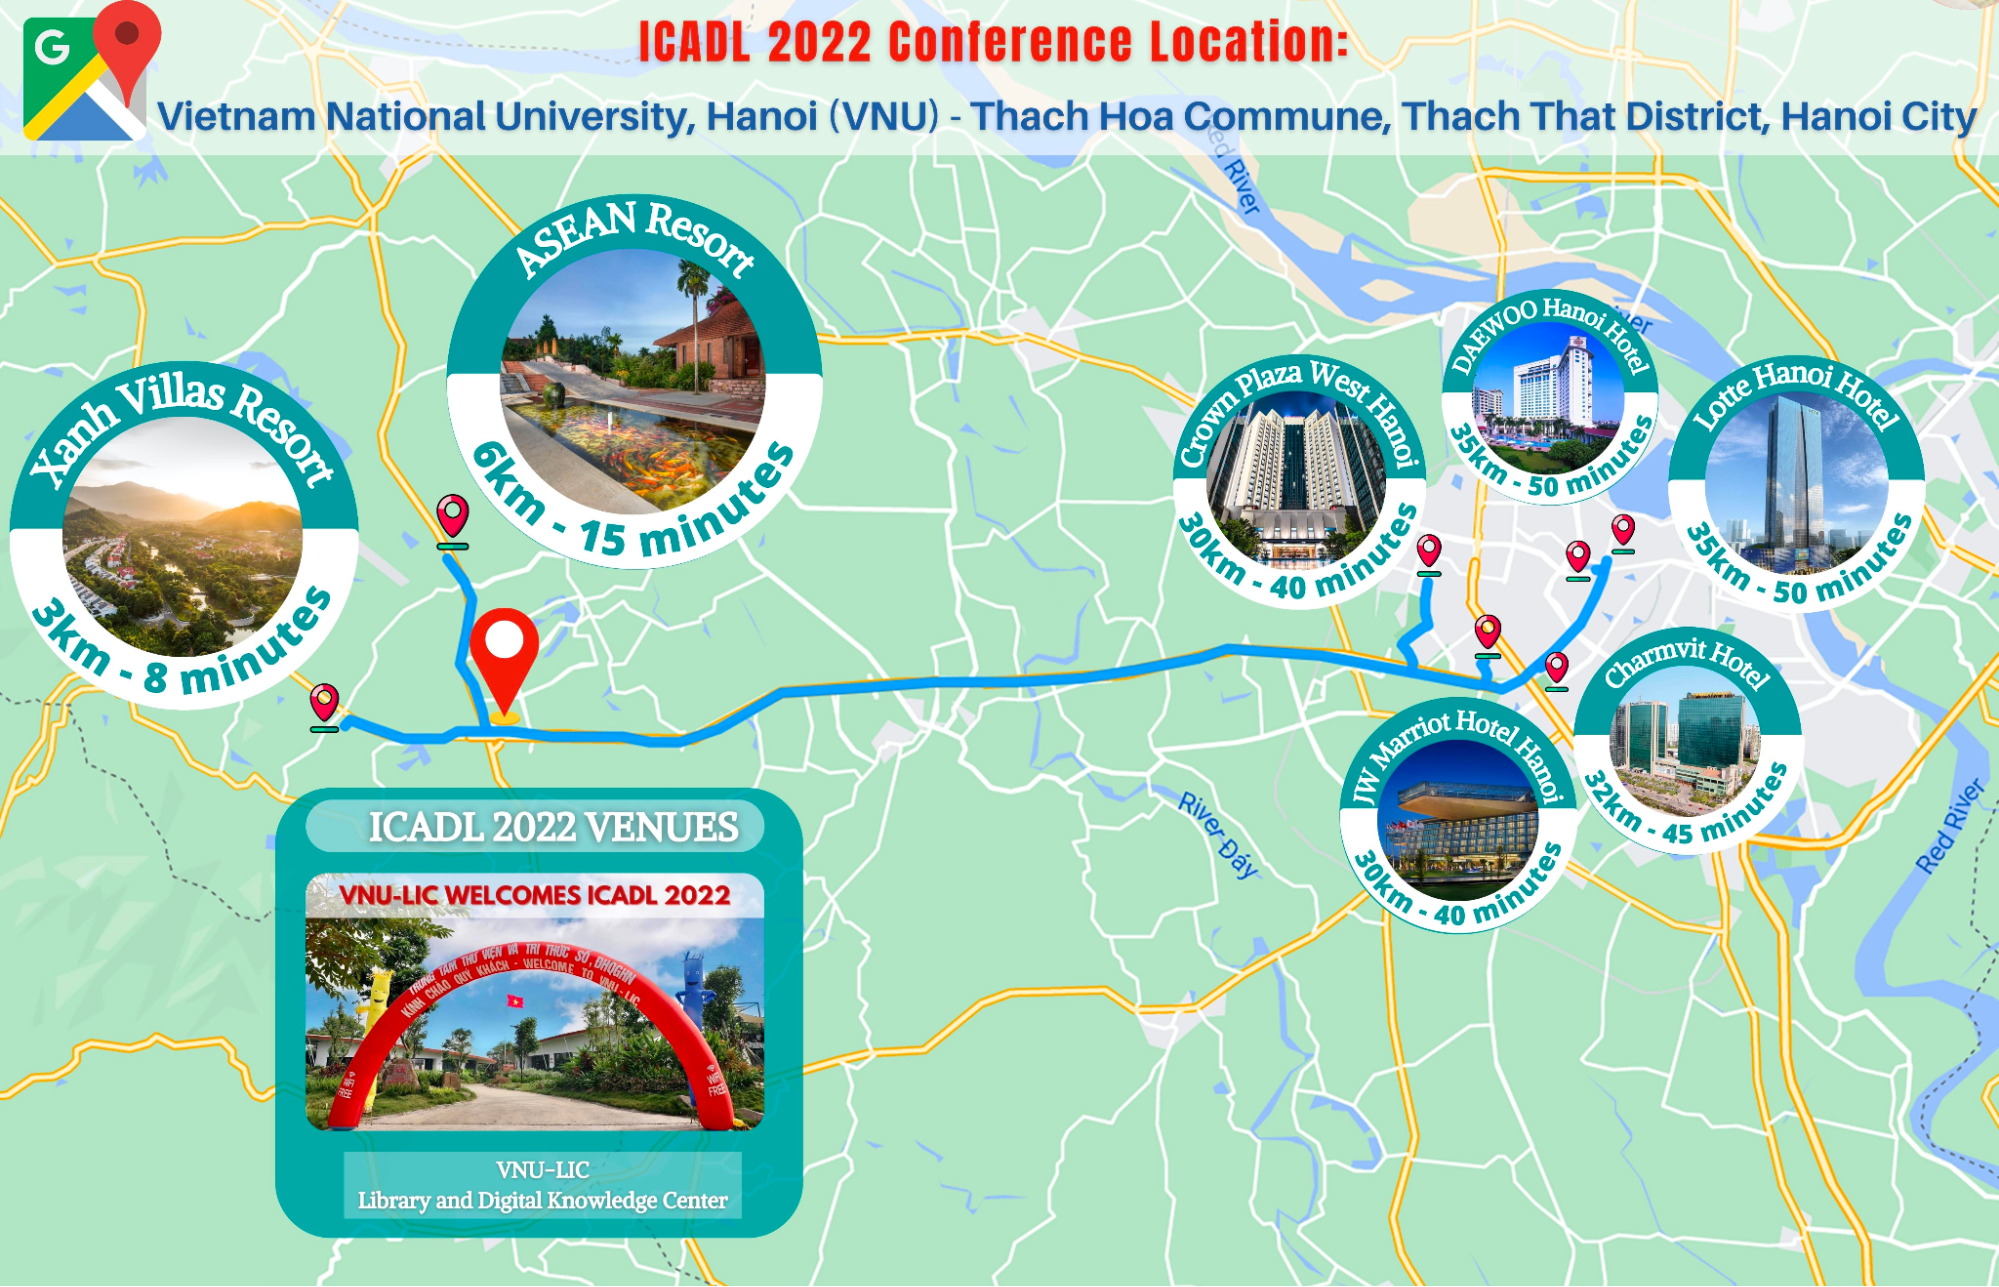 G
ICADL 2022 Conference Location:
Vietnam National University, Hanoi (VNU) - Thach Hoa Commune, Thach That District, Hanoi City
Red River
ASEAN Resort
6km - 15 minutes
Xanh Villas Resort
3km - 8 minutes
Crown Plaza West Hanoi
30km - 40 minutes
DAEWOO Hanoi Hotel
35km - 50 minutes
Lotte Hanoi Hotel
35km - 50 minutes
Charmvit Hotel
32km - 45 minutes
JW Marriot Hotel Hanoi
30km - 40 minutes
River Đáy
Red River
ICADL 2022 VENUES
VNU-LIC WELCOMES ICADL 2022
TRUNG TÂM THƯ VIỆN VÀ TRI THỨC SỐ, ĐHQGHN
KÍNH CHÀO QUÝ KHÁCH - WELCOME TO VNU - LIC
WIFI
FREE
WIFI
FREE
VNU-LIC
Library and Digital Knowledge Center